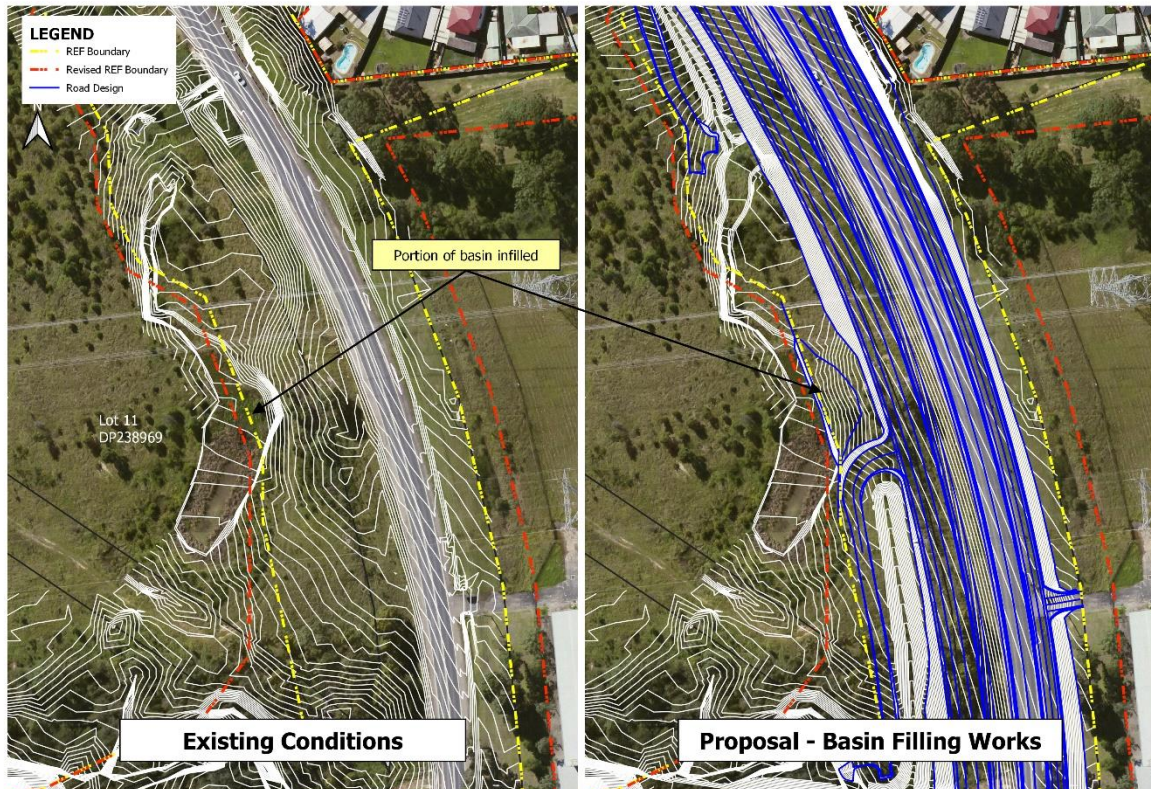 LEGEND
REF Boundary
Revised REF Boundary
Road Design
Portion of basin infilled
Lot 11
DP238969
Existing Conditions
Proposal - Basin Filling Works